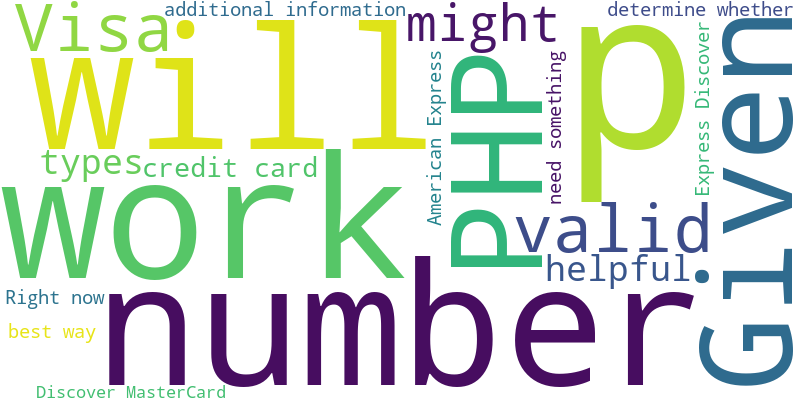 additional information
determine whether
Visa
might
will
p
Given
PHP
American Express
need something
Express Discover
types
credit card
work
valid
helpful
number
Right now
best way
Discover MasterCard